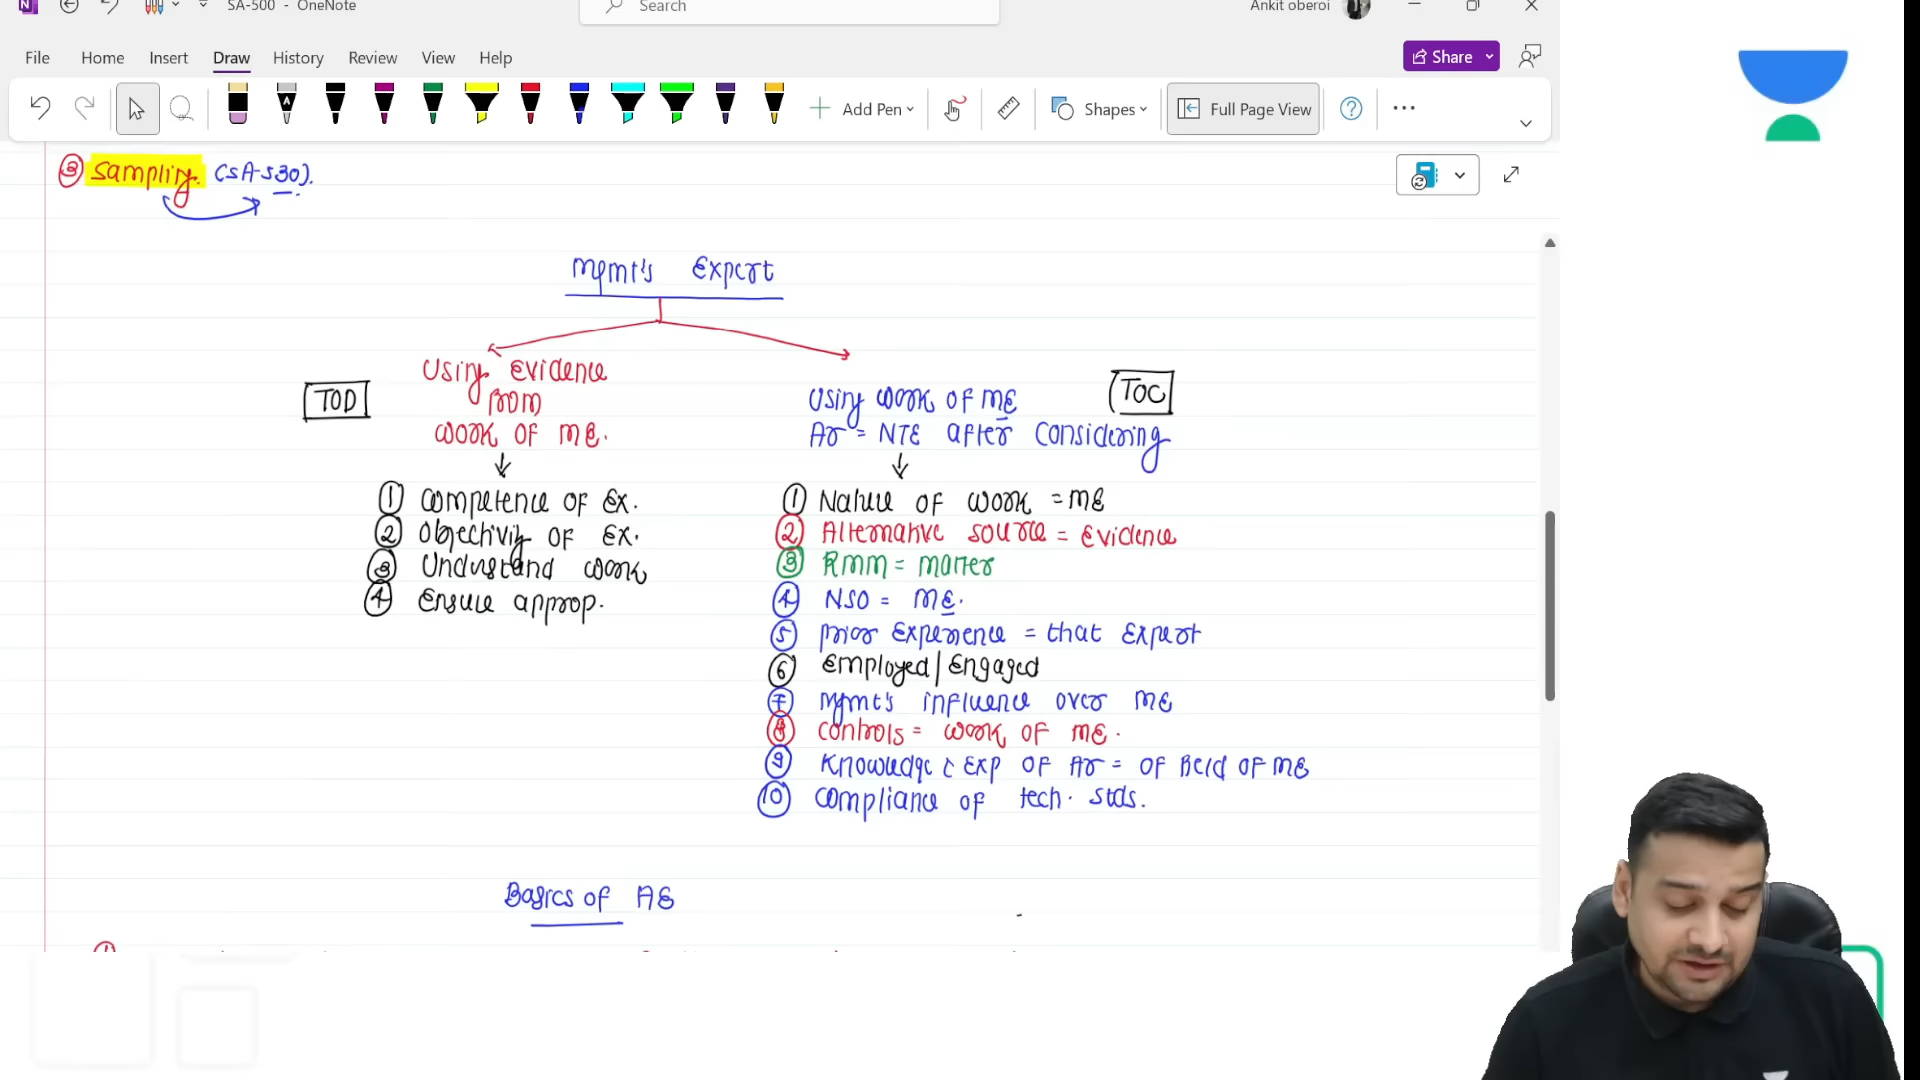 SA-500 - OneNote
Search
Ankit oberoi
File Home Insert Draw History Review View Help
Share
Add Pen
Shapes
Full Page View
③ Sampling (SA-530).
Mgmt's Expert
Using Evidence from work of ME.
TOD
① Competence of Ex.
② Objectivity of Ex.
③ Understand work
④ Ensure approp.
Using work of ME
TOC
Ar = NTE after Considering
① Nature of work = ME
② Alternative source = Evidence
③ RMM = matter
④ NSO = ME.
⑤ prior Experience = that Expert
⑥ Employed/Engaged
⑦ Mgmt's influence over ME
⑧ Controls = work of ME.
⑨ Knowledge & Exp of Ar = of field of ME
⑩ Compliance of tech. stds.
Basics of AE